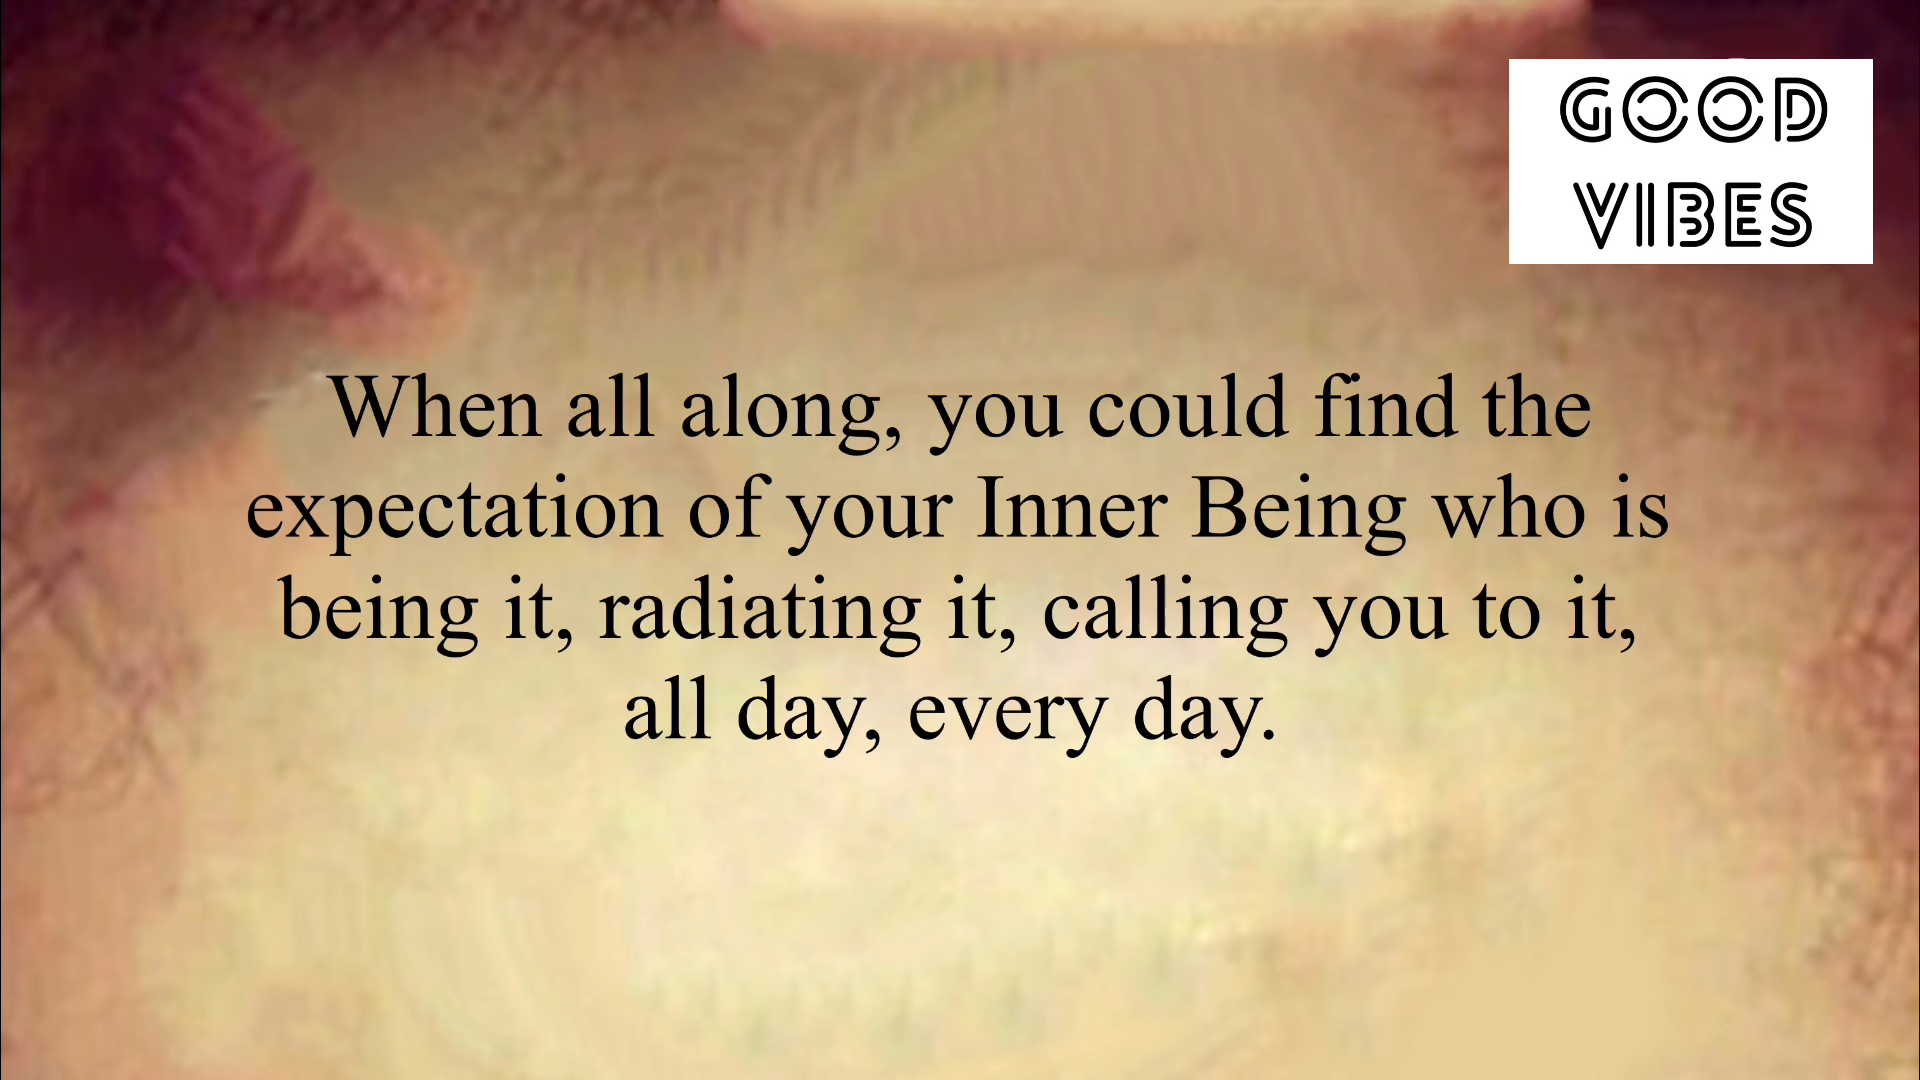 GOOD
VIBES
When all along, you could find the
expectation of your Inner Being who is
being it, radiating it, calling you to it,
all day, every day.